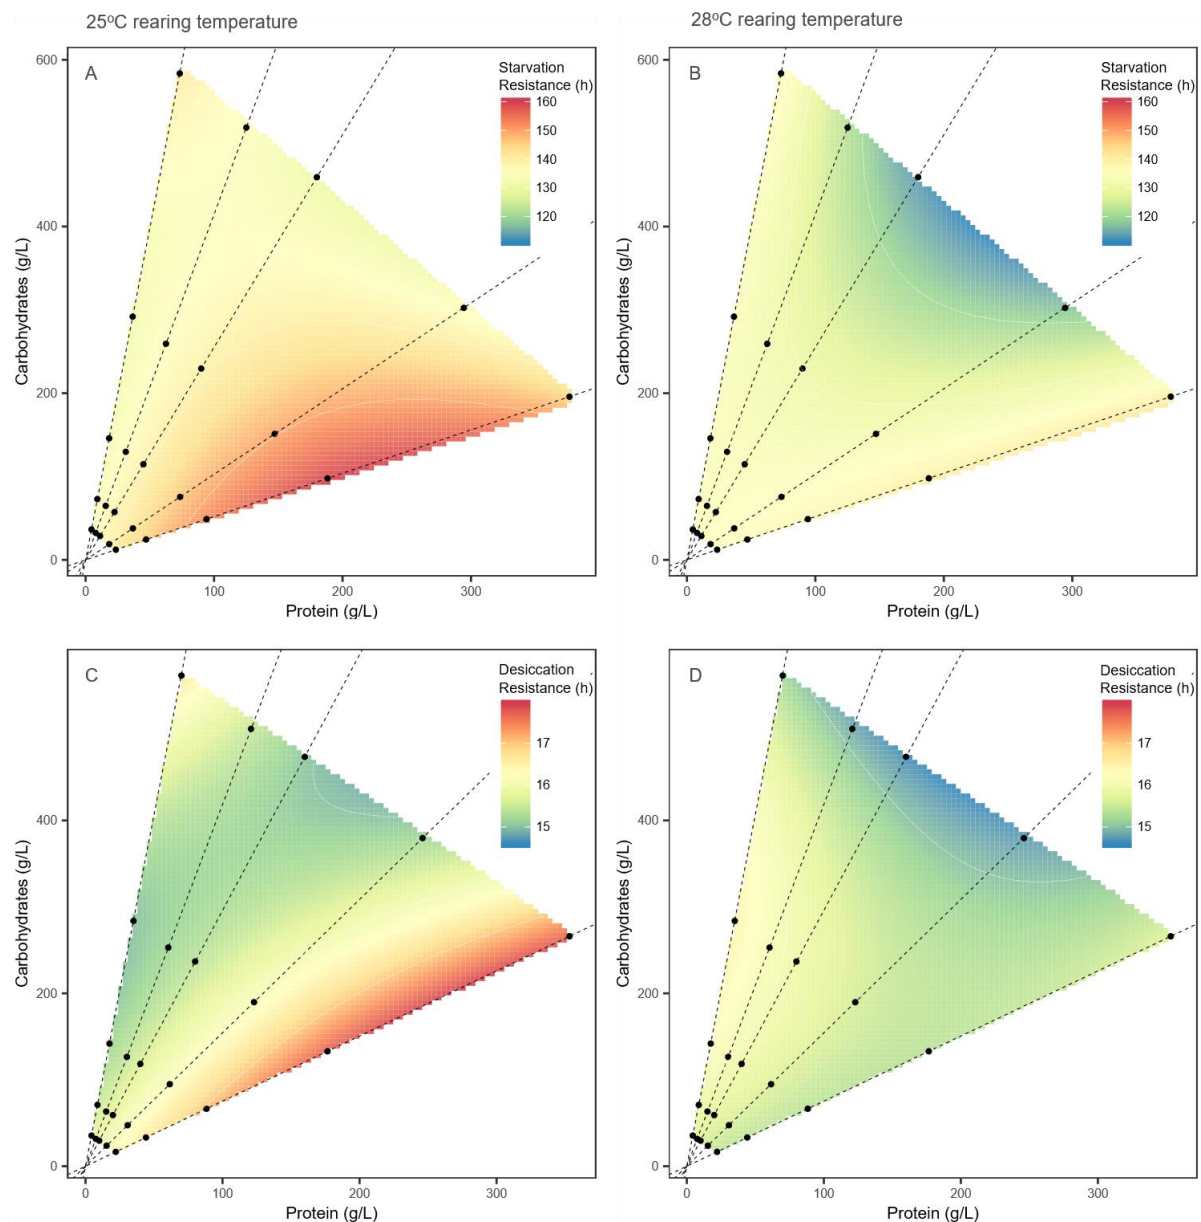 25ºC rearing temperature
28ºC rearing temperature
A
Starvation
Resistance (h)
160
150
140
130
120
600
400
200
0
Carbohydrates (g/L)
0 100 200 300
Protein (g/L)
B
Starvation
Resistance (h)
160
150
140
130
120
600
400
200
0
Carbohydrates (g/L)
0 100 200 300
Protein (g/L)
C
Desiccation
Resistance (h)
17
16
15
400
200
0
Carbohydrates (g/L)
0 100 200 300
Protein (g/L)
D
Desiccation
Resistance (h)
17
16
15
400
200
0
Carbohydrates (g/L)
0 100 200 300
Protein (g/L)